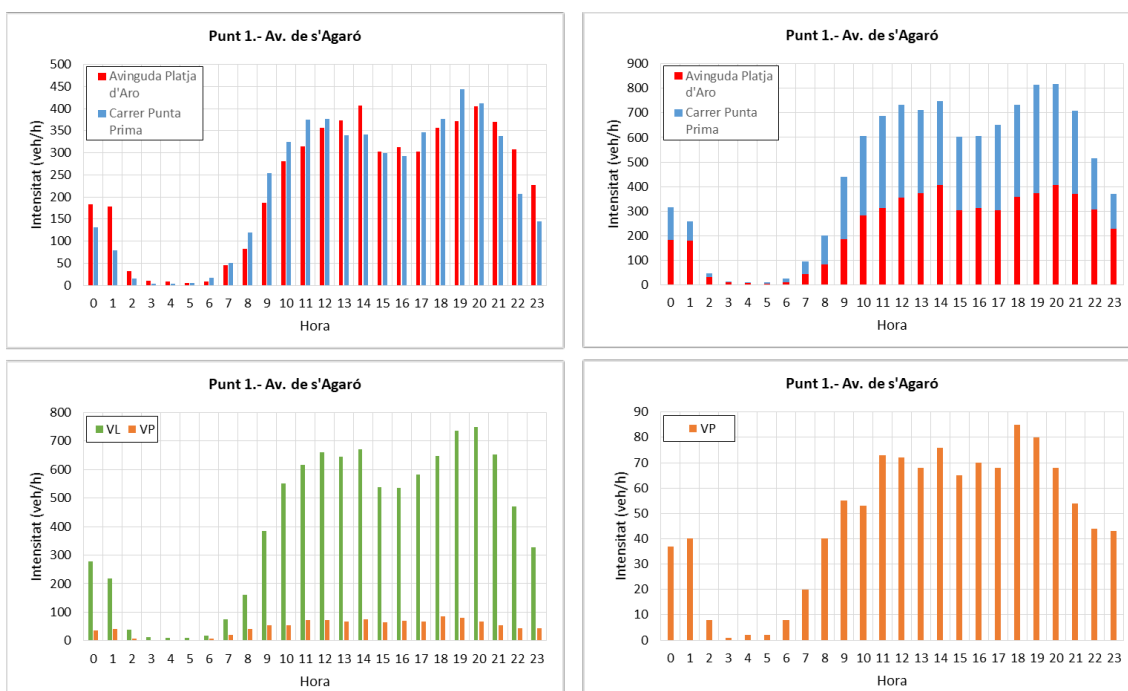 Punt 1.- Av. de s'Agaró
500
450
400
350
300
250
200
150
100
50
0
Intensitat (veh/h)
Avinguda Platja
d'Aro
Carrer Punta
Prima
0 1 2 3 4 5 6 7 8 9 10 11 12 13 14 15 16 17 18 19 20 21 22 23
Hora
Punt 1.- Av. de s'Agaró
900
800
700
600
500
400
300
200
100
0
Intensitat (veh/h)
Avinguda Platja
d'Aro
Carrer Punta
Prima
0 1 2 3 4 5 6 7 8 9 10 11 12 13 14 15 16 17 18 19 20 21 22 23
Hora
Punt 1.- Av. de s'Agaró
800
700
600
500
400
300
200
100
0
Intensitat (veh/h)
VL VP
0 1 2 3 4 5 6 7 8 9 10 11 12 13 14 15 16 17 18 19 20 21 22 23
Hora
Punt 1.- Av. de s'Agaró
90
80
70
60
50
40
30
20
10
0
Intensitat (veh/h)
VP
0 1 2 3 4 5 6 7 8 9 10 11 12 13 14 15 16 17 18 19 20 21 22 23
Hora